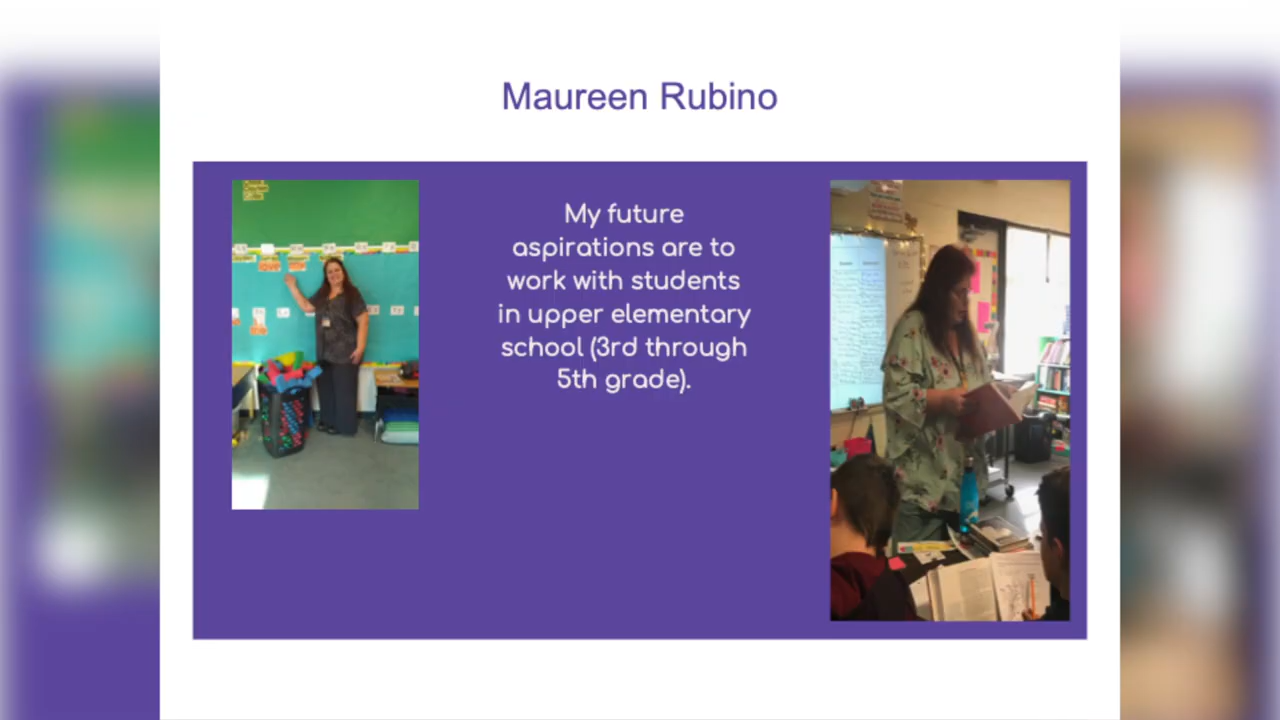 Maureen Rubino
My future
aspirations are to
work with students
in upper elementary
school (3rd through
5th grade).